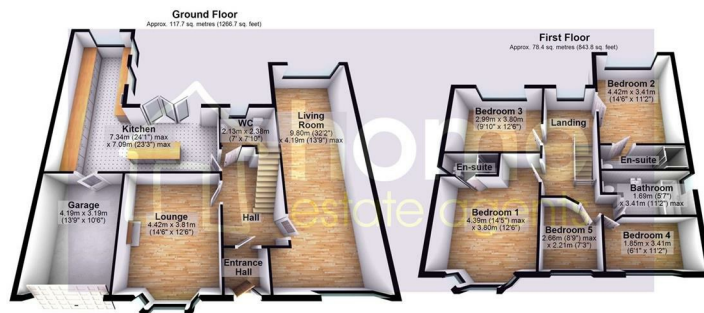 Ground Floor
Approx. 117.7 sq. metres (1266.7 sq. feet)
Kitchen
7.34m (24'1") max
x 7.09m (23'3") max
WC
2.13m x 2.38m
(7' x 7'10")
Living
Room
9.80m (32'2")
x 4.19m (13'9") max
Garage
4.19m x 3.19m
(13'9" x 10'6")
Lounge
4.42m x 3.81m
(14'6" x 12'6")
Hall
Entrance
Hall
First Floor
Approx. 78.4 sq. metres (843.8 sq. feet)
Bedroom 3
2.99m x 3.80m
(9'10" x 12'6")
Landing
Bedroom 2
4.42m x 3.41m
(14'6" x 11'2")
En-suite
En-suite
Bathroom
1.69m (5'7")
x 3.41m (11'2") max
Bedroom 1
4.39m (14'5") max
x 3.80m (12'6")
Bedroom 5
2.66m (8'9") max
x 2.21m (7'3")
Bedroom 4
1.85m x 3.41m
(6'1" x 11'2")
Home
estate agents